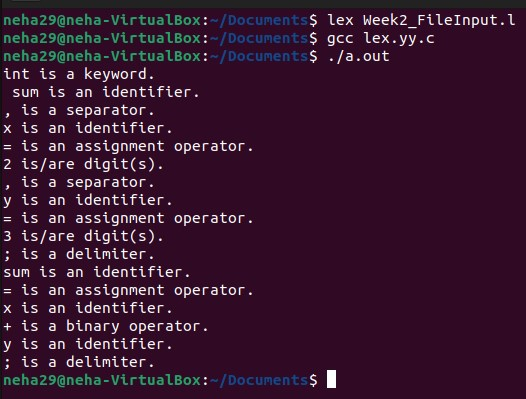 neha29@neha-VirtualBox:~/Documents$ lex Week2_FileInput.l
neha29@neha-VirtualBox:~/Documents$ gcc lex.yy.c
neha29@neha-VirtualBox:~/Documents$ ./a.out
int is a keyword.
 sum is an identifier.
, is a separator.
x is an identifier.
= is an assignment operator.
2 is/are digit(s).
, is a separator.
y is an identifier.
= is an assignment operator.
3 is/are digit(s).
; is a delimiter.
sum is an identifier.
= is an assignment operator.
x is an identifier.
+ is a binary operator.
y is an identifier.
; is a delimiter.
neha29@neha-VirtualBox:~/Documents$